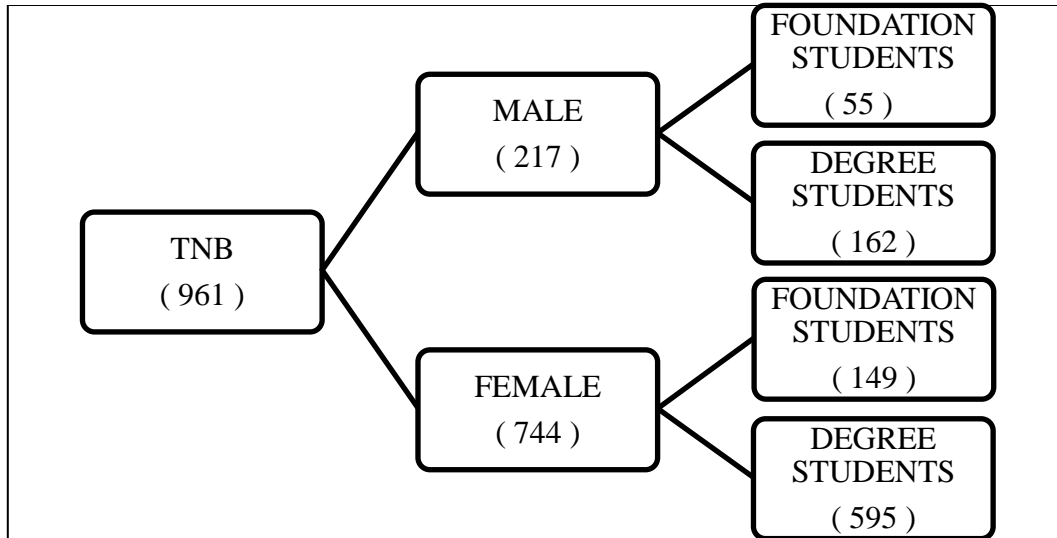 TNB
( 961 )
MALE
( 217 )
FOUNDATION
STUDENTS
( 55 )
DEGREE
STUDENTS
( 162 )
FEMALE
( 744 )
FOUNDATION
STUDENTS
( 149 )
DEGREE
STUDENTS
( 595 )